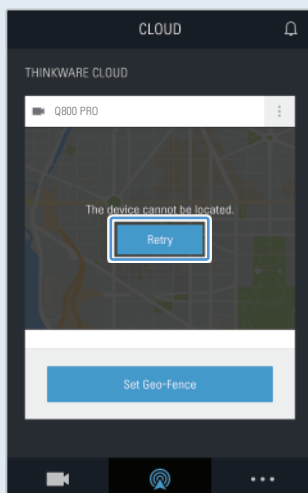 CLOUD
THINKWARE CLOUD
Q800 PRO
The device cannot be located.
Retry
Set Geo-Fence